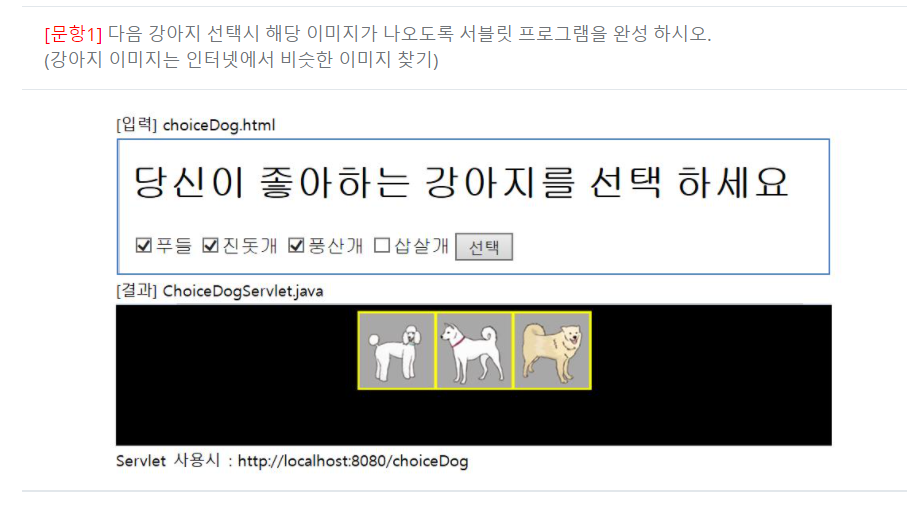 [문항1] 다음 강아지 선택시 해당 이미지가 나오도록 서블릿 프로그램을 완성 하시오.
(강아지 이미지는 인터넷에서 비슷한 이미지 찾기)
[입력] choiceDog.html
당신이 좋아하는 강아지를 선택 하세요
푸들 진돗개 풍산개 삽살개 선택
[결과] ChoiceDogServlet.java
Servlet 사용시 : http://localhost:8080/choiceDog